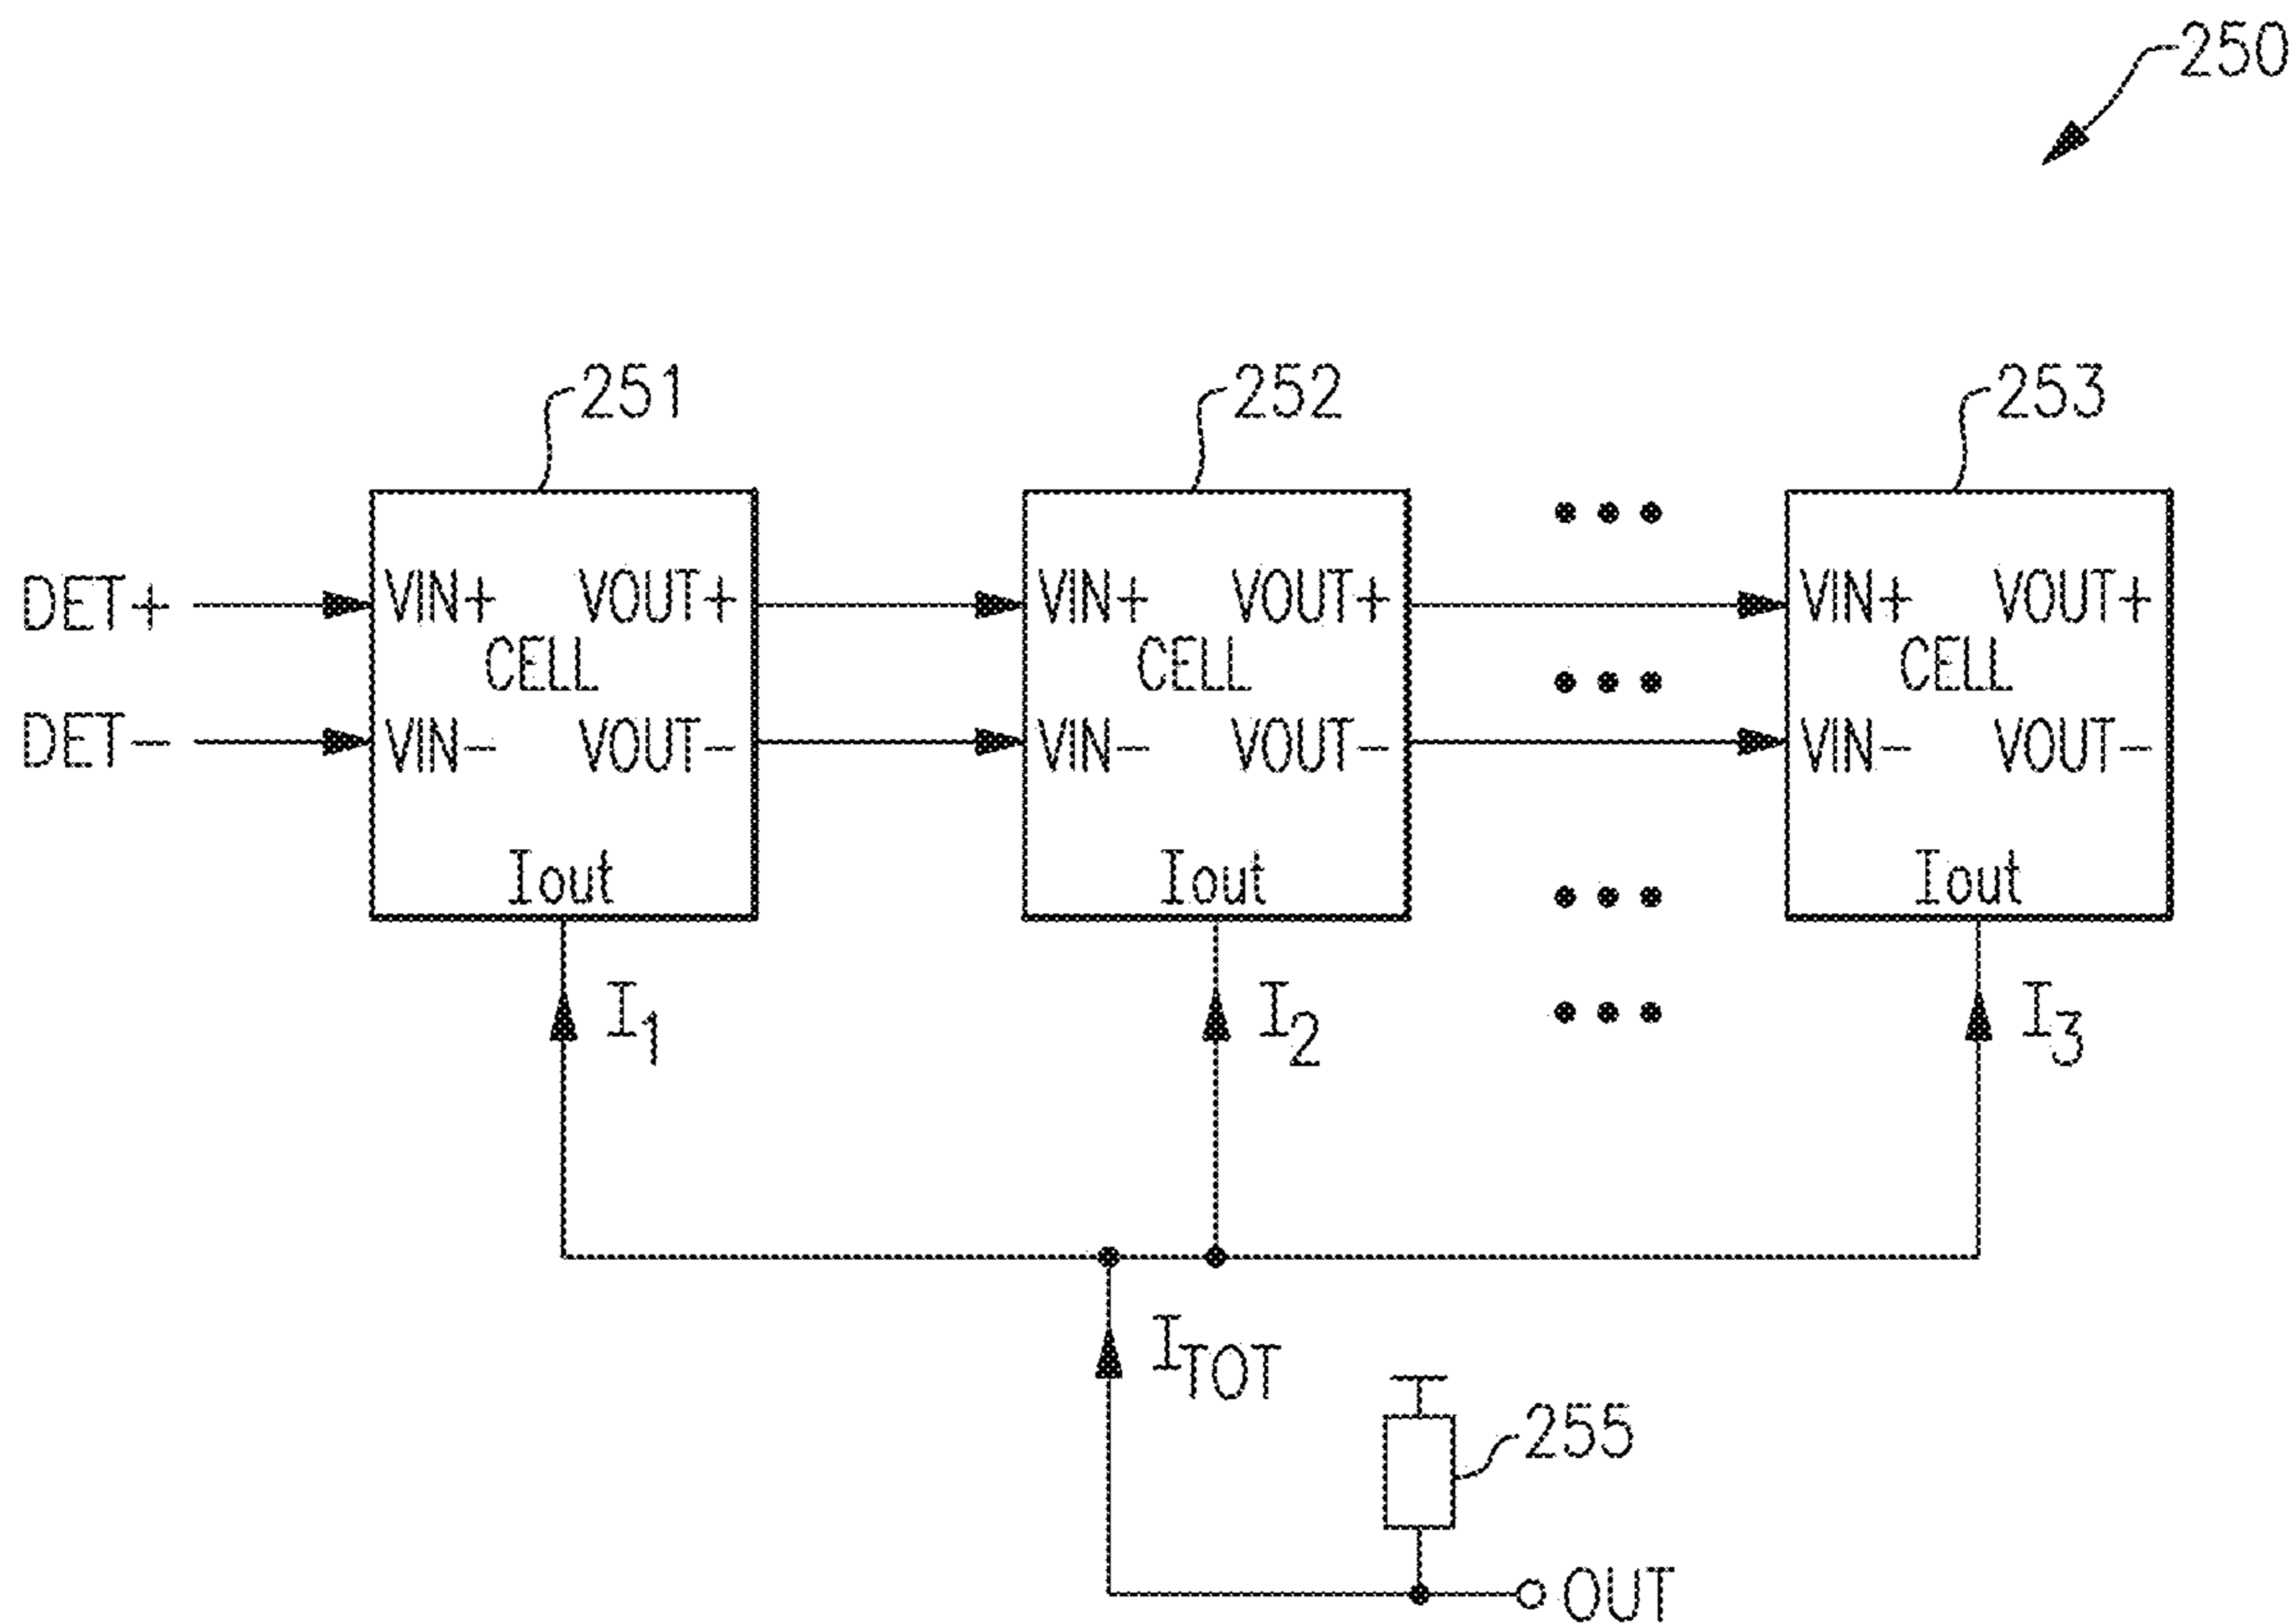 250
251
252
253
DET+
VIN+ VOUT+
VIN+ VOUT+
VIN+ VOUT+
CELL
CELL
CELL
DET-
VIN- VOUT-
VIN- VOUT-
VIN- VOUT-
Iout
Iout
Iout
I1
I2
I3
ITOT
255
OUT